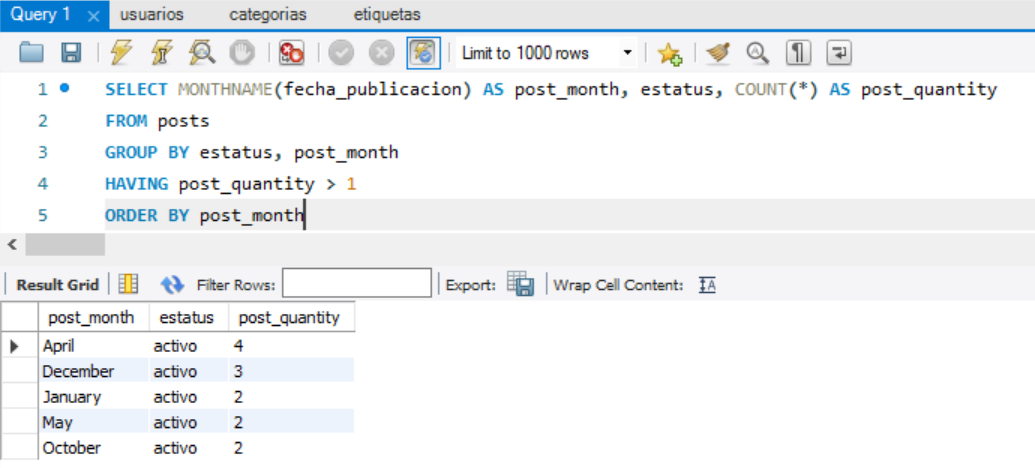 Query 1 usuarios categorias etiquetas
Limit to 1000 rows
1 SELECT MONTHNAME(fecha_publicacion) AS post_month, estatus, COUNT(*) AS post_quantity
2 FROM posts
3 GROUP BY estatus, post_month
4 HAVING post_quantity > 1
5 ORDER BY post_month
Result Grid Filter Rows: Export: Wrap Cell Content: IA
post_month estatus post_quantity
April activo 4
December activo 3
January activo 2
May activo 2
October activo 2